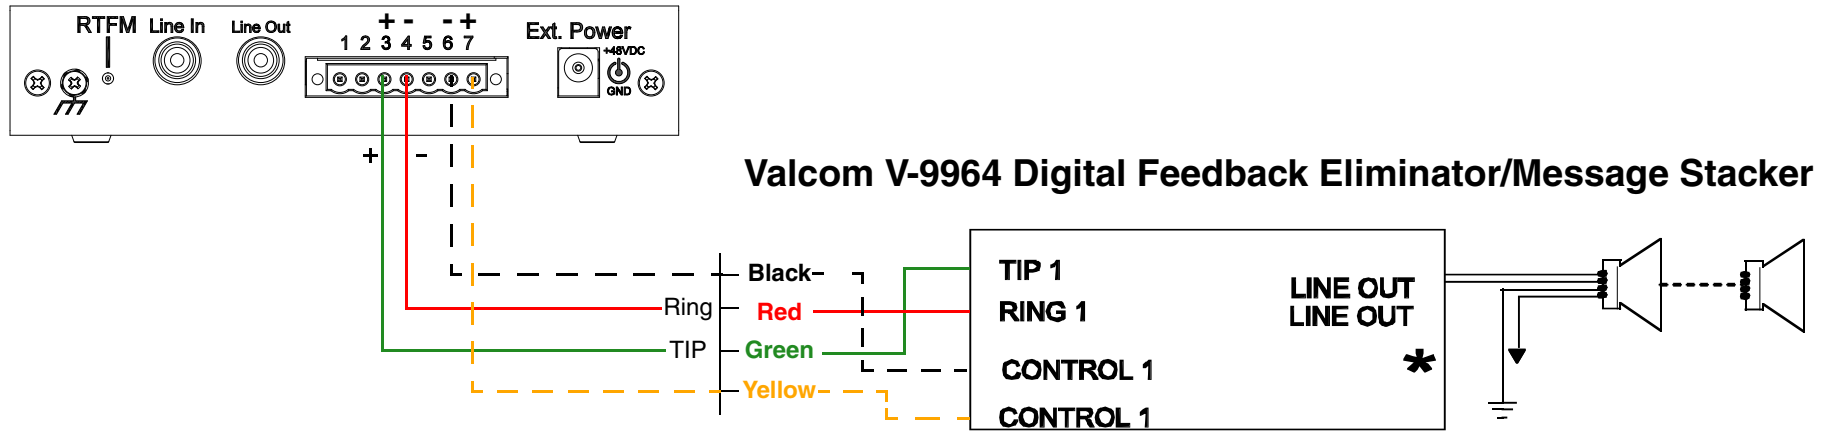 + - - +
RTFM Line In Line Out 1 2 3 4 5 6 7 Ext. Power
+48VDC
GND
+ -
Valcom V-9964 Digital Feedback Eliminator/Message Stacker
Black
Ring Red
TIP Green
Yellow
TIP 1
RING 1
CONTROL 1
CONTROL 1
LINE OUT
LINE OUT
*